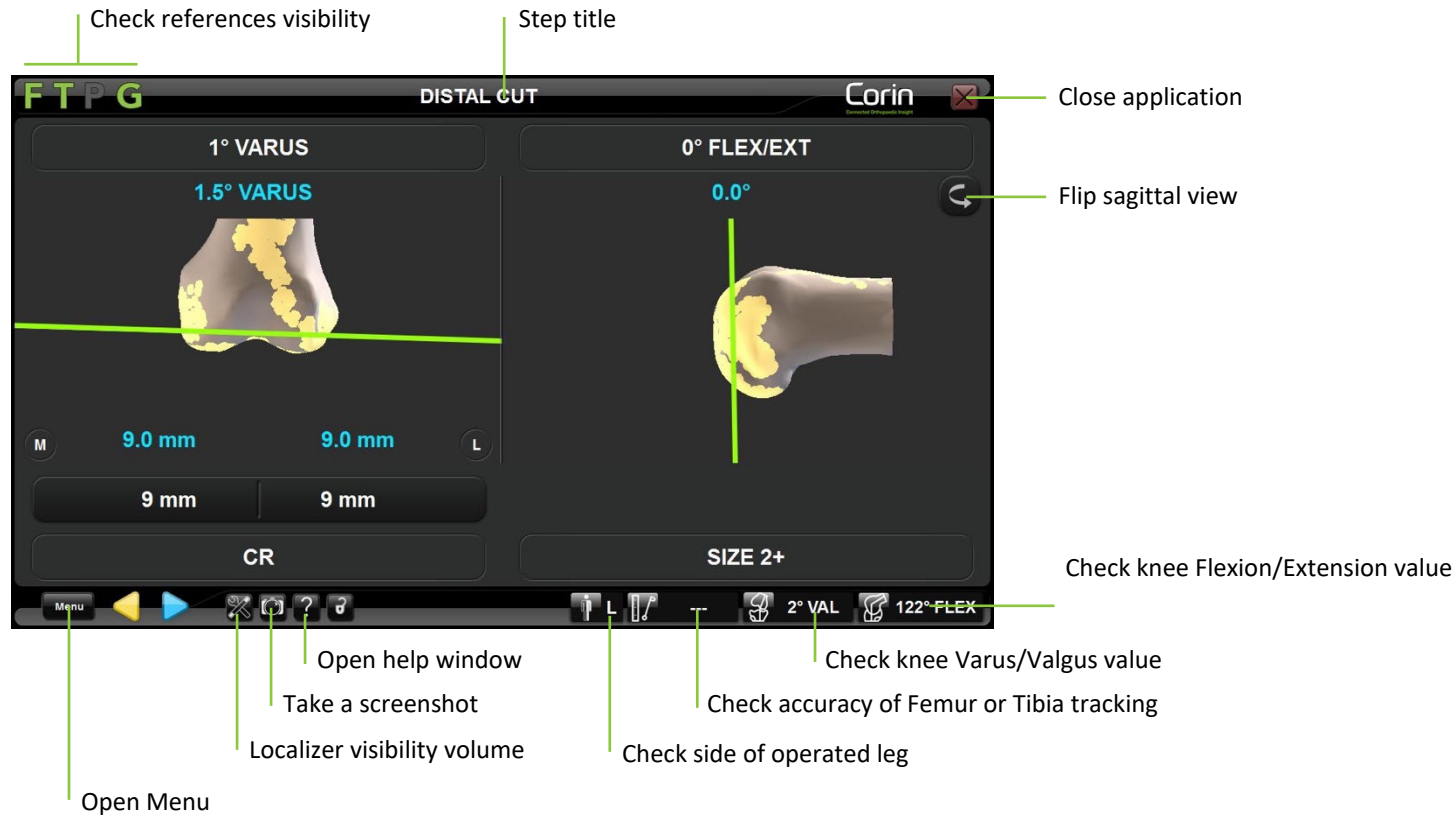 Check references visibility
Step title
F T P G
DISTAL CUT
Corin
Connected Orthopaedic Insight
Close application
1° VARUS
0° FLEX/EXT
1.5° VARUS
0.0°
Flip sagittal view
M
9.0 mm
9.0 mm
L
9 mm
9 mm
CR
SIZE 2+
Check knee Flexion/Extension value
Menu
?
L
---
2° VAL
122° FLEX
Open help window
Check knee Varus/Valgus value
Take a screenshot
Check accuracy of Femur or Tibia tracking
Localizer visibility volume
Check side of operated leg
Open Menu